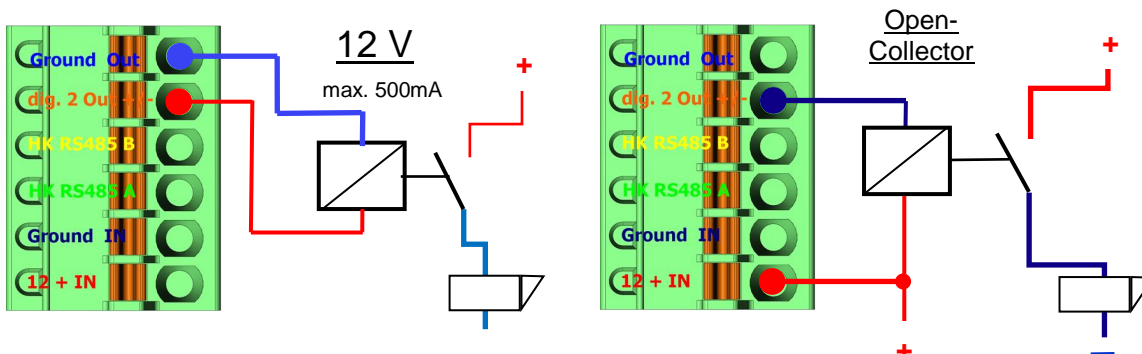 12 V
max. 500mA
+
Ground Out
dig. 2 Out +/-
HK RS485 B
HK RS485 A
Ground IN
12 + IN
Open-
Collector
+
Ground Out
dig. 2 Out +/-
HK RS485 B
HK RS485 A
Ground IN
12 + IN
+